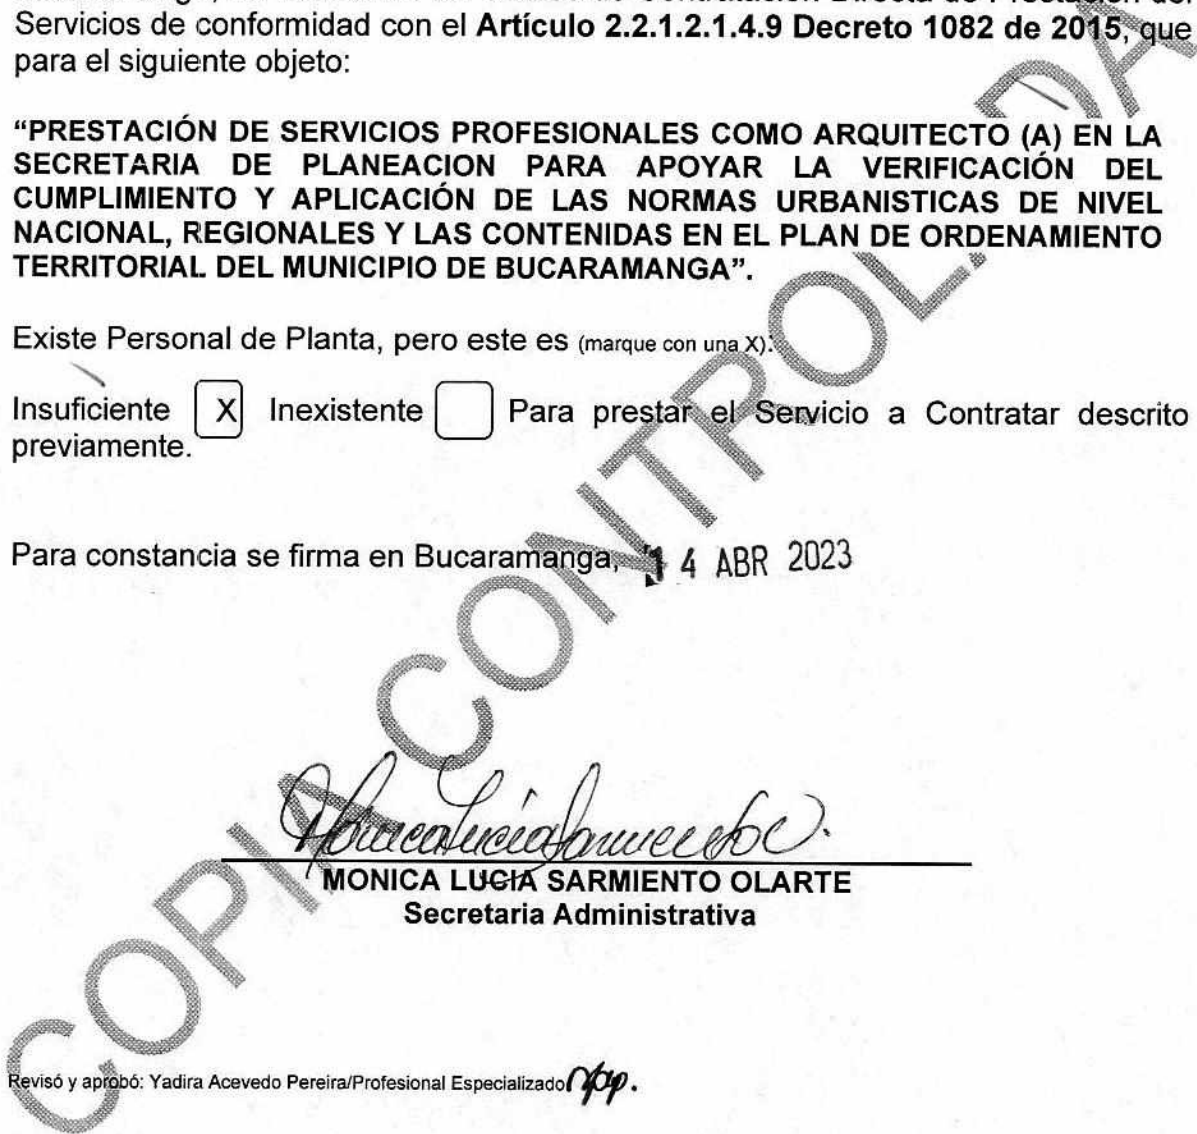 Contratación Directa de Prestación de
Servicios de conformidad con el Artículo 2.2.1.2.1.4.9 Decreto 1082 de 2015, que
para el siguiente objeto:
“PRESTACIÓN DE SERVICIOS PROFESIONALES COMO ARQUITECTO (A) EN LA
SECRETARIA DE PLANEACION PARA APOYAR LA VERIFICACIÓN DEL
CUMPLIMIENTO Y APLICACIÓN DE LAS NORMAS URBANISTICAS DE NIVEL
NACIONAL, REGIONALES Y LAS CONTENIDAS EN EL PLAN DE ORDENAMIENTO
TERRITORIAL DEL MUNICIPIO DE BUCARAMANGA”.
Existe Personal de Planta, pero este es (marque con una X):
Insuficiente X Inexistente Para prestar el Servicio a Contratar descrito
previamente.
Para constancia se firma en Bucaramanga, 14 ABR 2023
MONICA LUCIA SARMIENTO OLARTE
Secretaria Administrativa
Revisó y aprobó: Yadira Acevedo Pereira/Profesional Especializado
COPIA CONTROLADA